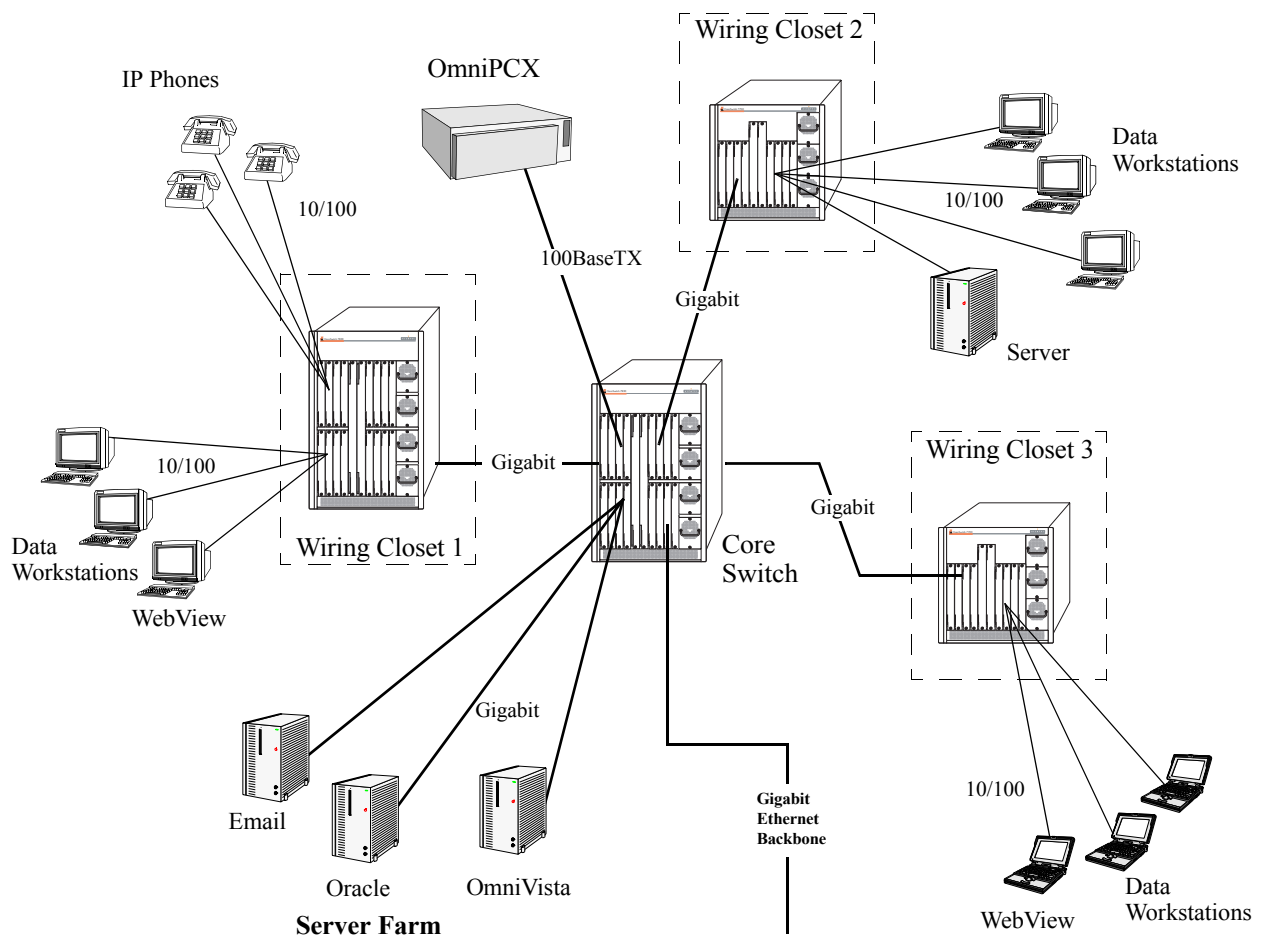 Wiring Closet 2
OmniPCX
IP Phones
Data
Workstations
10/100
10/100
100BaseTX
Gigabit
Server
Wiring Closet 3
10/100
Gigabit
Gigabit
Data
Workstations
Wiring Closet 1
Core
Switch
WebView
Gigabit
Email
Gigabit
Ethernet
Backbone
10/100
Oracle
OmniVista
Data
Workstations
WebView
Server Farm